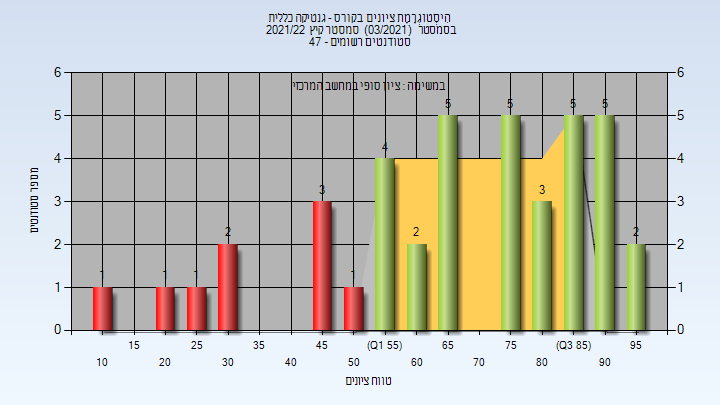 היסטוגרמת ציונים בקורס - גנטיקה כללית
בסמסטר (03/2021) סמסטר קיץ 2021/22
סטודנטים רשומים - 47
במשימה : ציון סופי במחשב המרכזי
מספר סטודנטים
6 6
5 5
4 4
3 3
2 2
1 1
0 0
1 1 1 2 3 1 4 2 5 5 3 5 5 2
15 25 35 45 (Q1 55) 65 75 (Q3 85) 95
10 20 30 40 50 60 70 80 90
טווח ציונים